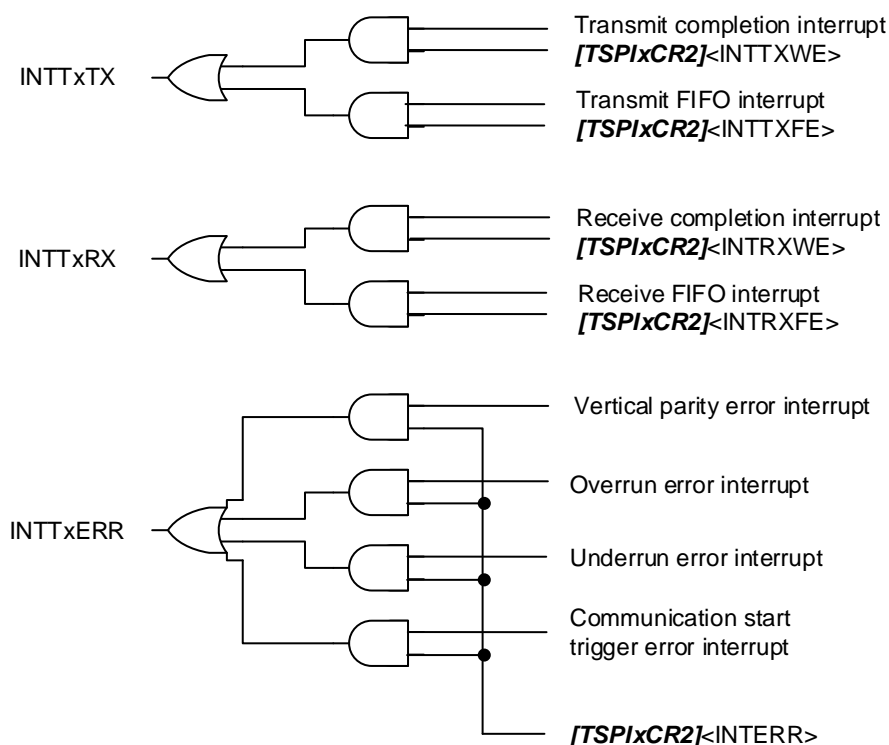 Transmit completion interrupt
[TSPIxCR2]<INTTXWE>
INTTxTX
Transmit FIFO interrupt
[TSPIxCR2]<INTTXFE>
Receive completion interrupt
[TSPIxCR2]<INTRXWE>
INTTxRX
Receive FIFO interrupt
[TSPIxCR2]<INTRXFE>
Vertical parity error interrupt
Overrun error interrupt
INTTxERR
Underrun error interrupt
Communication start
trigger error interrupt
[TSPIxCR2]<INTERR>